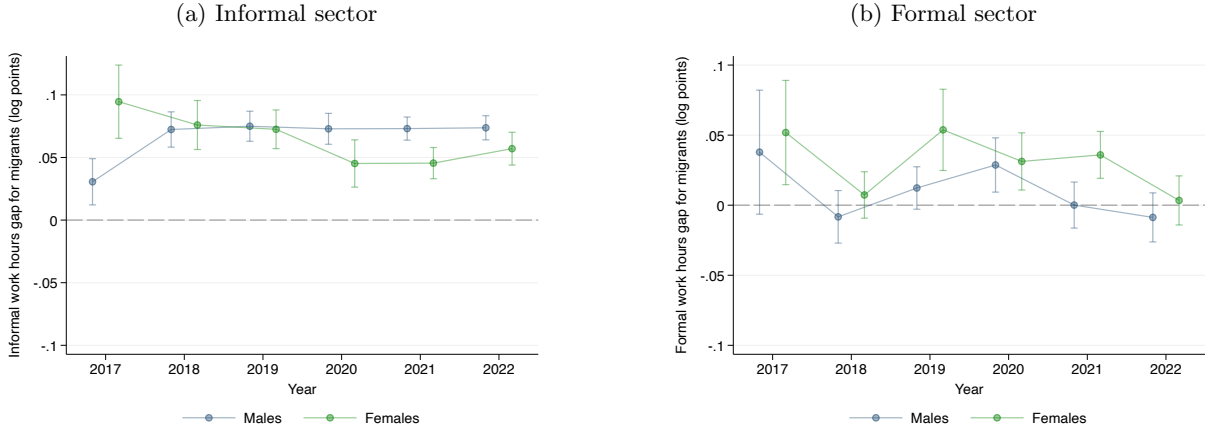 (a) Informal sector
Informal work hours gap for migrants (log points)
.1
.05
0
-.05
-.1
2017 2018 2019 2020 2021 2022
Year
Males Females
(b) Formal sector
Formal work hours gap for migrants (log points)
.1
.05
0
-.05
-.1
2017 2018 2019 2020 2021 2022
Year
Males Females